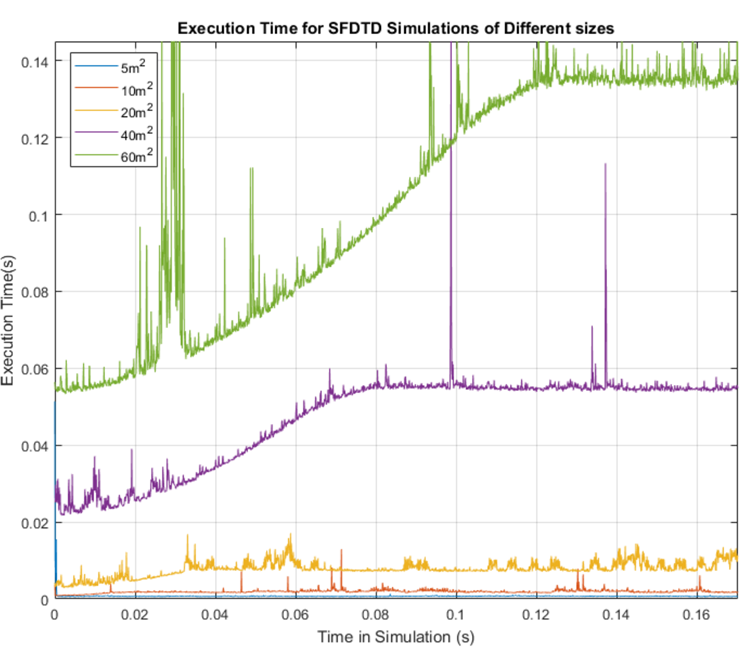 Execution Time for SFDTD Simulations of Different sizes
5m²
10m²
20m²
40m²
60m²
Execution Time(s)
0.14
0.12
0.1
0.08
0.06
0.04
0.02
0
0 0.02 0.04 0.06 0.08 0.1 0.12 0.14 0.16
Time in Simulation (s)